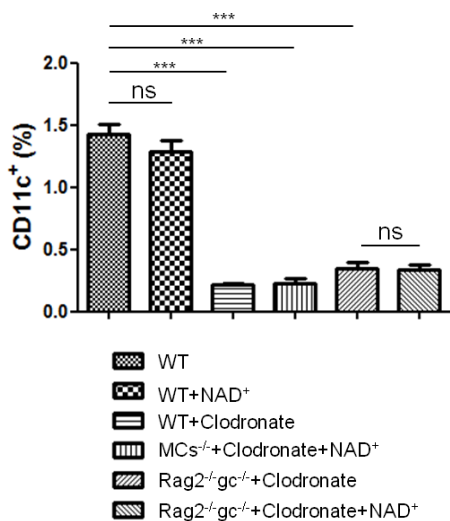 ***
***
***
ns
ns
2.0
1.5
1.0
0.5
0.0
CD11c⁺ (%)
WT
WT+NAD⁺
WT+Clodronate
MCs⁻/⁻+Clodronate+NAD⁺
Rag2⁻/⁻gc⁻/⁻+Clodronate
Rag2⁻/⁻gc⁻/⁻+Clodronate+NAD⁺